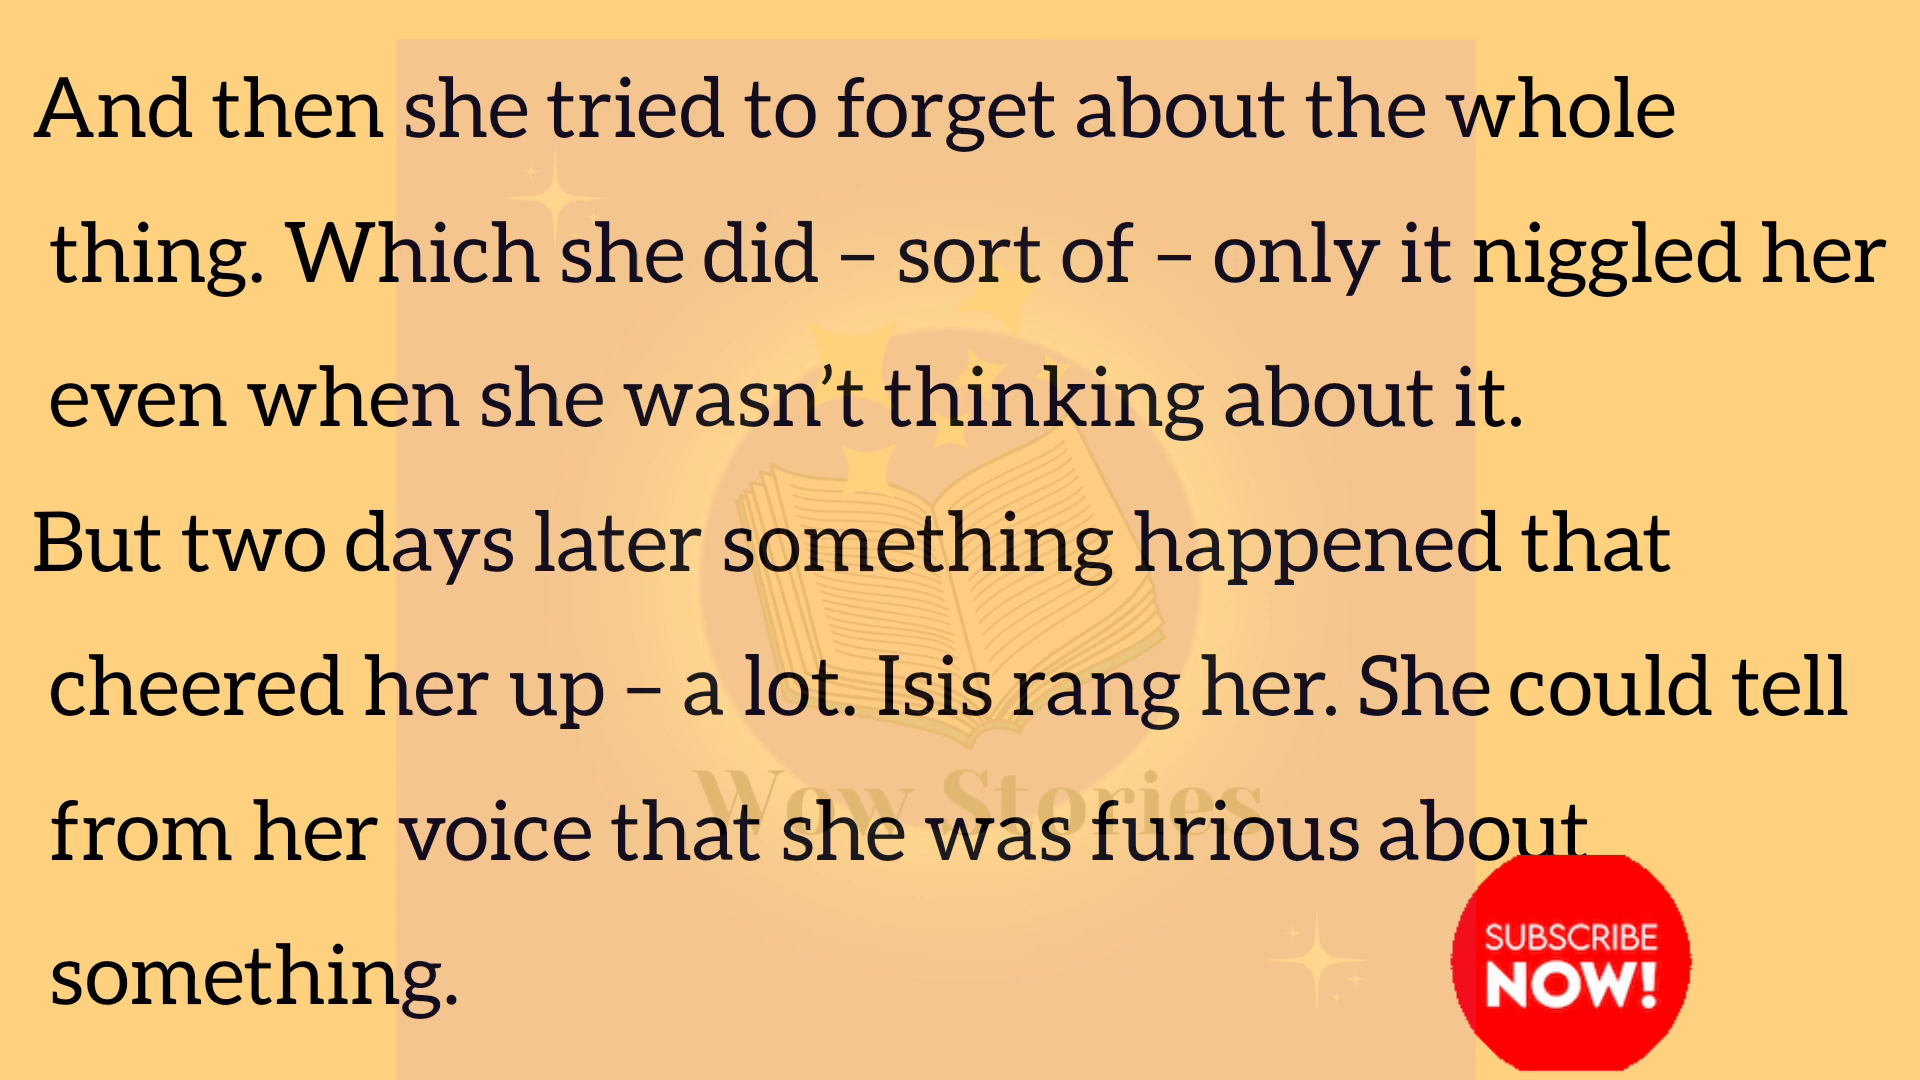 And then she tried to forget about the whole
thing. Which she did – sort of – only it niggled her
even when she wasn’t thinking about it.
But two days later something happened that
cheered her up – a lot. Isis rang her. She could tell
from her voice that she was furious about
something.
Wow Stories
SUBSCRIBE
NOW!